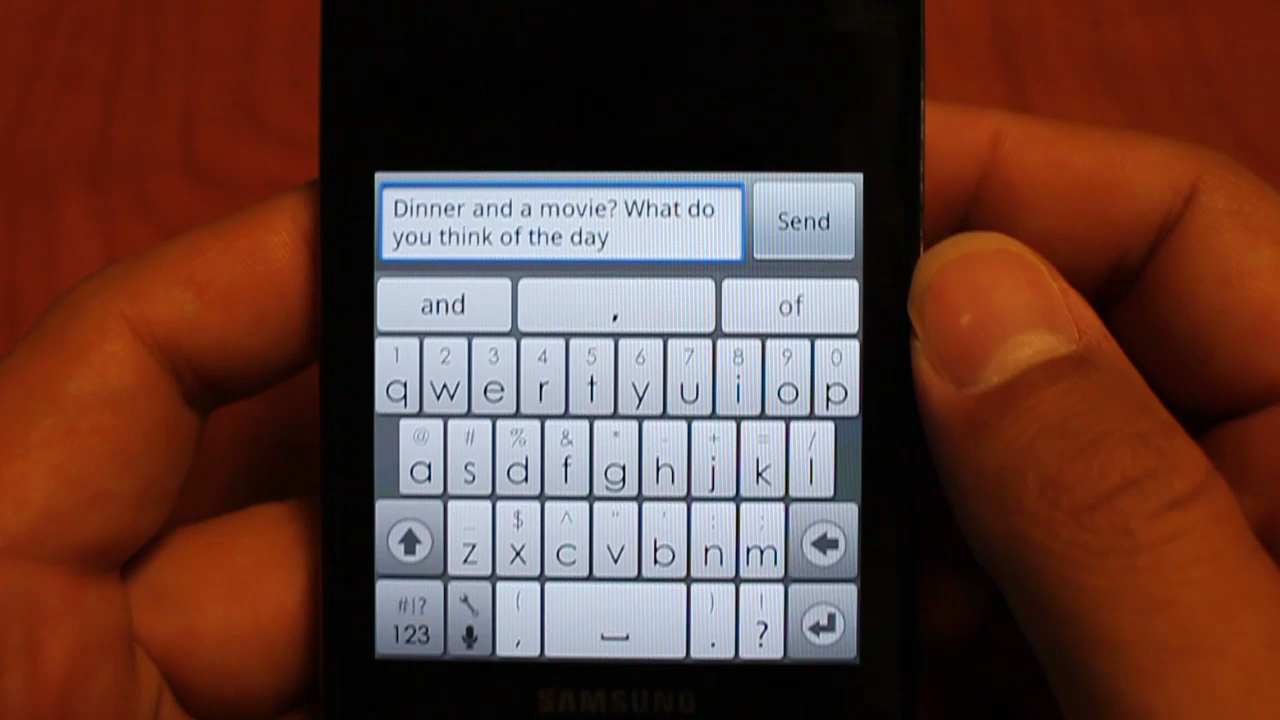 Dinner and a movie? What do
you think of the day
Send
and , of
1 2 3 4 5 6 7 8 9 0
q w e r t y u i o p
@ # % & * - + = /
a s d f g h j k l
_ $ ^ " ' : ;
z x c v b n m
#!? ( ) !
123 , . ?
SAMSUNG